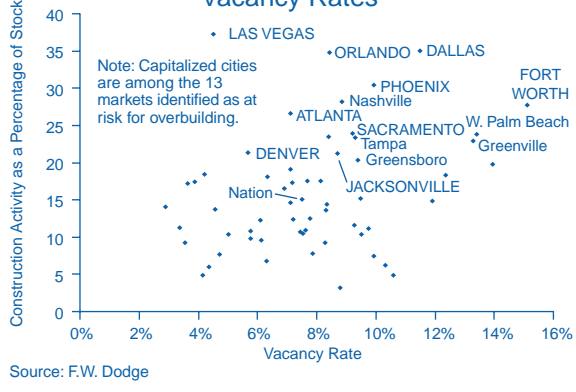 Vacancy Rates
Construction Activity as a Percentage of Stock
40
35
30
25
20
15
10
5
0
LAS VEGAS
ORLANDO
DALLAS
Note: Capitalized cities
are among the 13
markets identified as at
risk for overbuilding.
PHOENIX
FORT
WORTH
Nashville
ATLANTA
W. Palm Beach
SACRAMENTO
Tampa
Greenville
DENVER
Greensboro
Nation
JACKSONVILLE
0%
2%
4%
6%
8%
10%
12%
14%
16%
Vacancy Rate
Source: F.W. Dodge